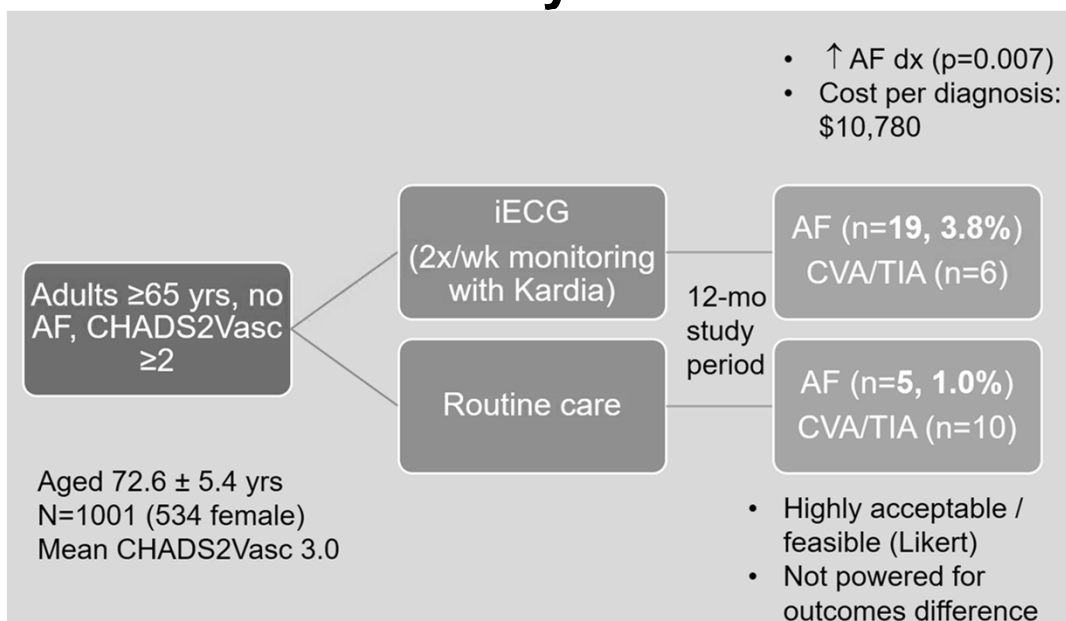 ↑ AF dx (p=0.007)
Cost per diagnosis:
$10,780
iECG
(2x/wk monitoring
with Kardia)
AF (n=19, 3.8%)
CVA/TIA (n=6)
Adults ≥65 yrs, no
AF, CHADS2Vasc
≥2
12-mo
study
period
Routine care
AF (n=5, 1.0%)
CVA/TIA (n=10)
Aged 72.6 ± 5.4 yrs
N=1001 (534 female)
Mean CHADS2Vasc 3.0
Highly acceptable /
feasible (Likert)
Not powered for
outcomes difference